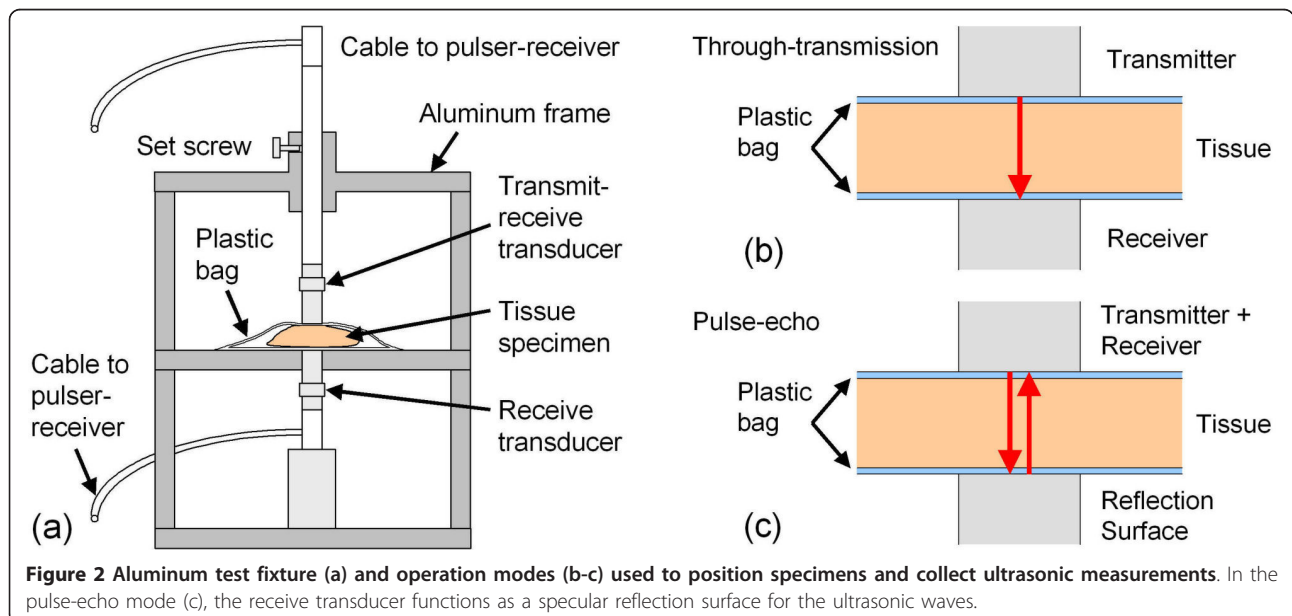 Cable to pulser-receiver
Aluminum frame
Set screw
Transmit-
receive
transducer
Plastic
bag
Tissue
specimen
Cable to
pulser-
receiver
Receive
transducer
(a)
Through-transmission
Transmitter
Plastic
bag
Tissue
(b)
Receiver
Pulse-echo
Transmitter +
Receiver
Plastic
bag
Tissue
(c)
Reflection
Surface
Figure 2 Aluminum test fixture (a) and operation modes (b-c) used to position specimens and collect ultrasonic measurements. In the
pulse-echo mode (c), the receive transducer functions as a specular reflection surface for the ultrasonic waves.